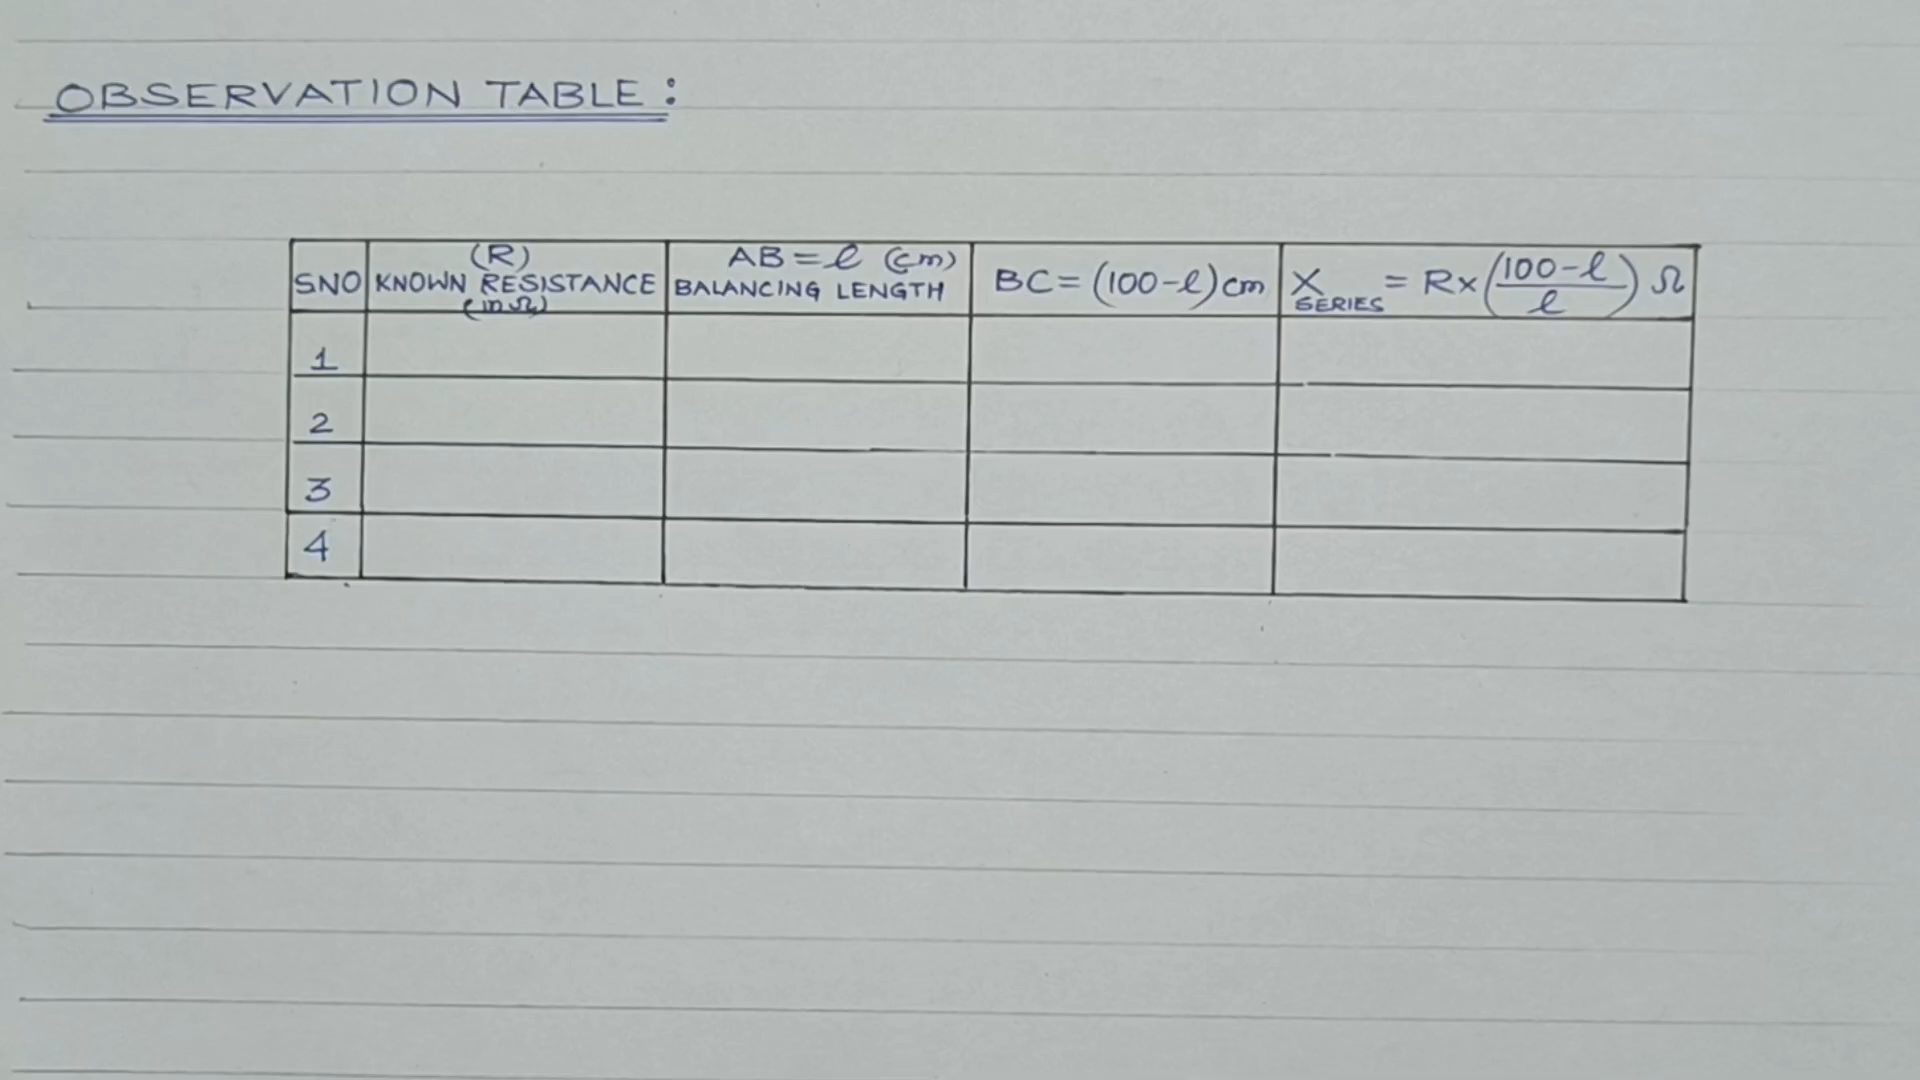 OBSERVATION TABLE :
SNO
(R)
KNOWN RESISTANCE
(in Ω)
AB = l (cm)
BALANCING LENGTH
BC = (100-l) cm
X SERIES = R x (100-l / l) Ω
1
2
3
4